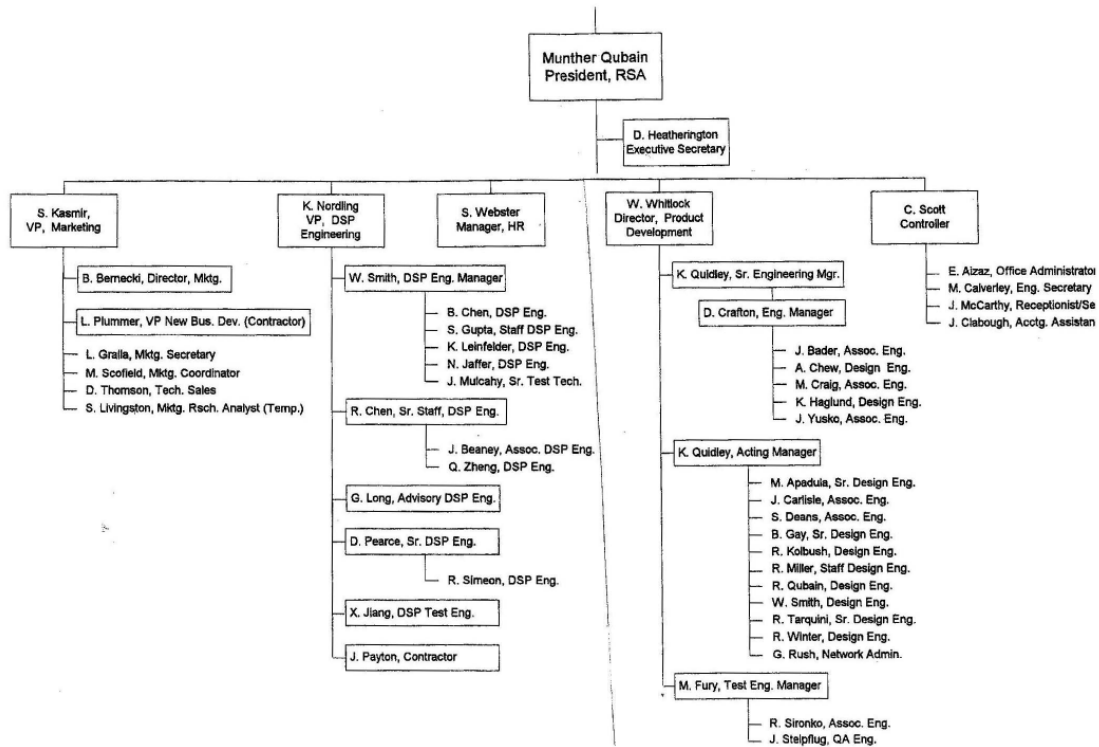 Munther Qubain
President, RSA
D. Heatherington
Executive Secretary
S. Kasmir,
VP, Marketing
K. Nordling
VP, DSP
Engineering
S. Webster
Manager, HR
W. Whitlock
Director, Product
Development
C. Scott
Controller
B. Bernecki, Director, Mktg.
L. Plummer, VP New Bus. Dev. (Contractor)
L. Gralla, Mktg. Secretary
M. Scofield, Mktg. Coordinator
D. Thomson, Tech. Sales
S. Livingston, Mktg. Rsch. Analyst (Temp.)
W. Smith, DSP Eng. Manager
B. Chen, DSP Eng.
S. Gupta, Staff DSP Eng.
K. Leinfelder, DSP Eng.
N. Jaffer, DSP Eng.
J. Mulcahy, Sr. Test Tech.
R. Chen, Sr. Staff, DSP Eng.
J. Beaney, Assoc. DSP Eng.
Q. Zheng, DSP Eng.
G. Long, Advisory DSP Eng.
D. Pearce, Sr. DSP Eng.
R. Simeon, DSP Eng.
X. Jiang, DSP Test Eng.
J. Payton, Contractor
K. Quidley, Sr. Engineering Mgr.
D. Crafton, Eng. Manager
J. Bader, Assoc. Eng.
A. Chew, Design Eng.
M. Craig, Assoc. Eng.
K. Haglund, Design Eng.
J. Yusko, Assoc. Eng.
K. Quidley, Acting Manager
M. Apadula, Sr. Design Eng.
J. Carlisle, Assoc. Eng.
S. Deans, Assoc. Eng.
B. Gay, Sr. Design Eng.
R. Kolbush, Design Eng.
R. Miller, Staff Design Eng.
R. Qubain, Design Eng.
W. Smith, Design Eng.
R. Tarquini, Sr. Design Eng.
R. Winter, Design Eng.
G. Rush, Network Admin.
M. Fury, Test Eng. Manager
R. Sironko, Assoc. Eng.
J. Stelpflug, QA Eng.
E. Aizaz, Office Administrator
M. Calverley, Eng. Secretary
J. McCarthy, Receptionist/Se
J. Clabough, Acctg. Assistan